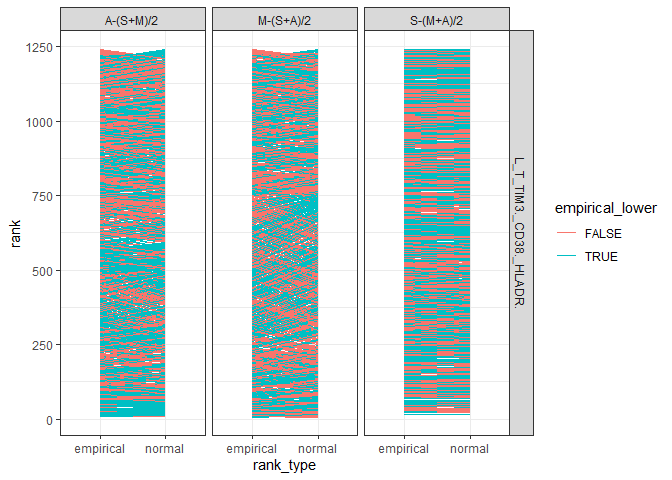 A-(S+M)/2
M-(S+A)/2
S-(M+A)/2
L_T_TIM3_CD38_HLADR.
1250
1000
750
500
250
0
rank
empirical
normal
empirical
normal
empirical
normal
rank_type
empirical_lower
FALSE
TRUE